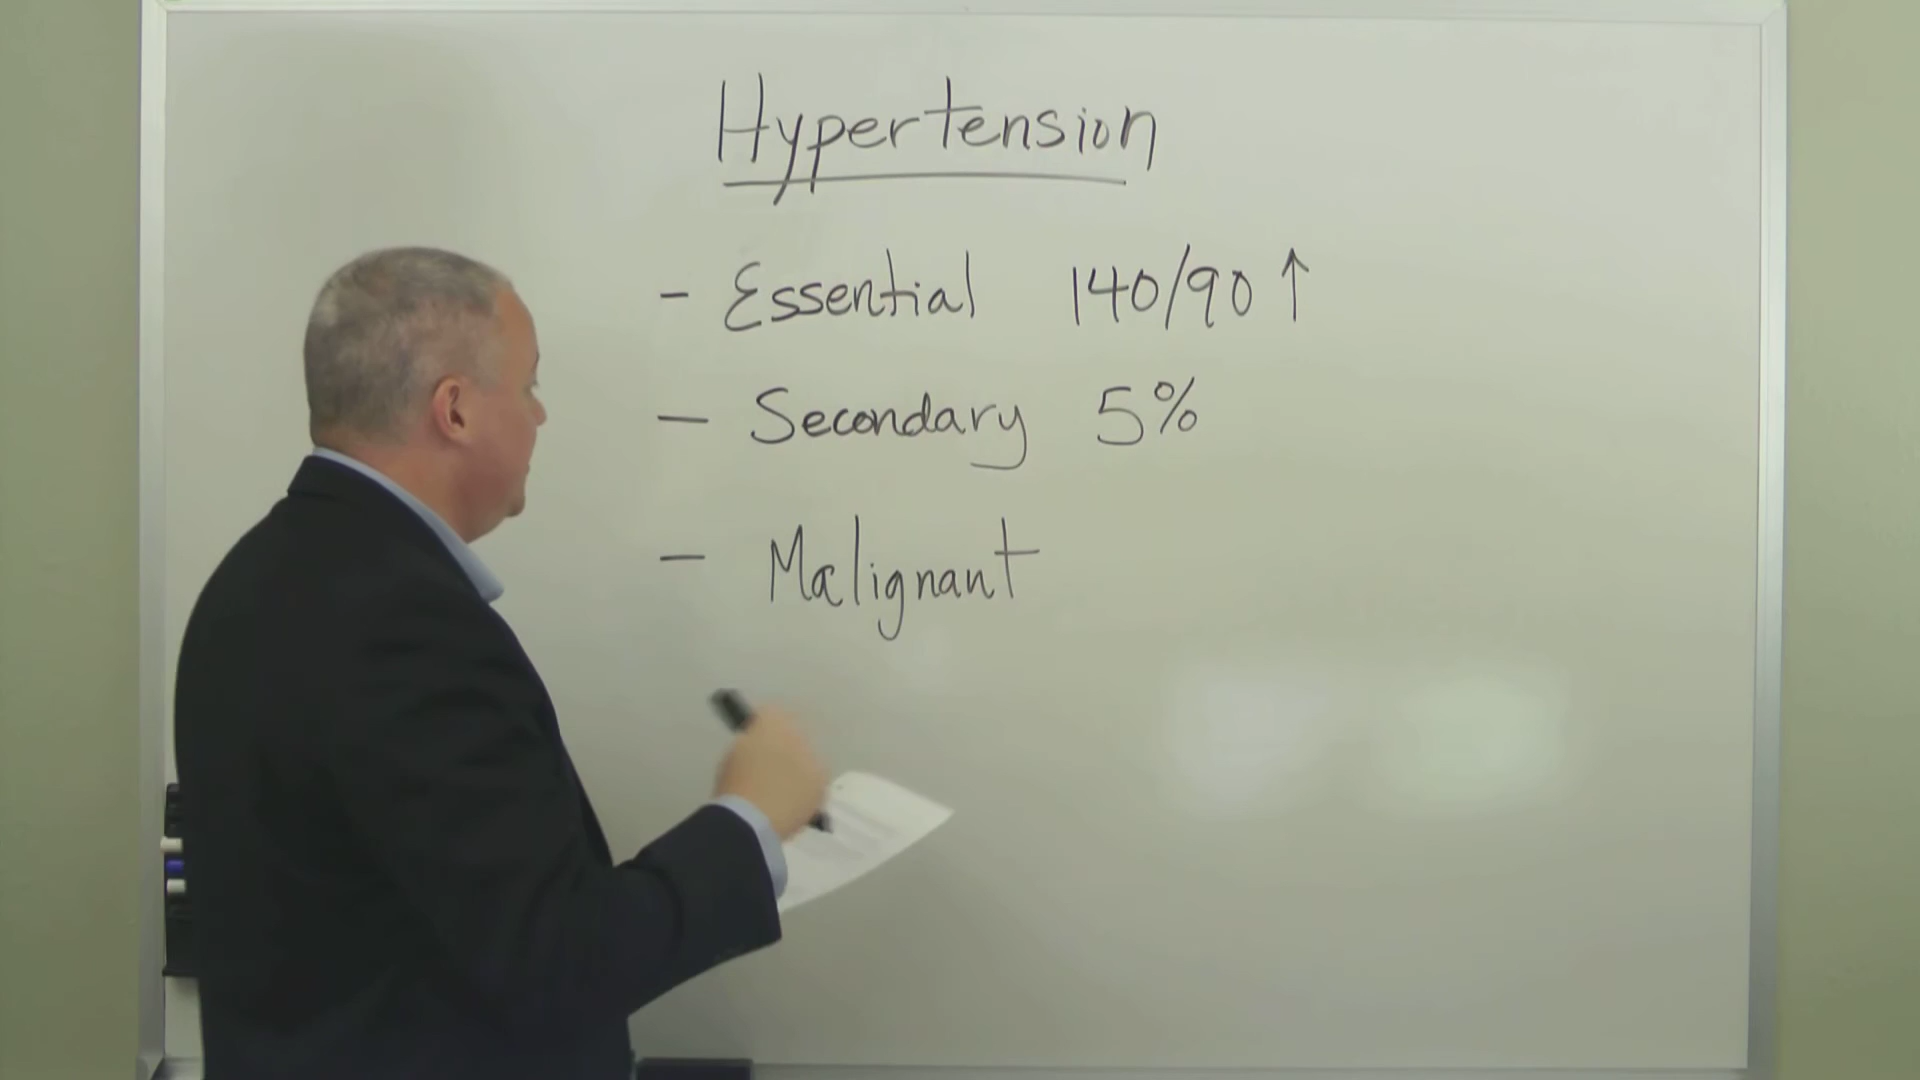 Hypertension
- Essential 140/90 ↑
- Secondary 5%
- Malignant